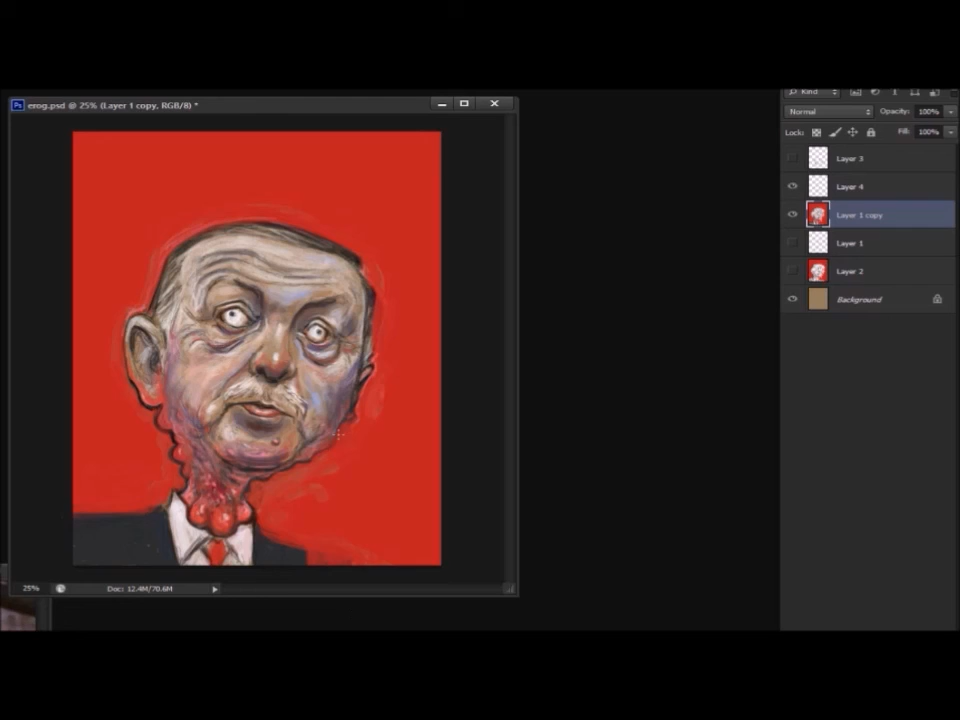 Ps erog.psd @ 25% (Layer 1 copy, RGB/8) *
Kind
Normal Opacity: 100%
Lock: Fill: 100%
Layer 3
Layer 4
Layer 1 copy
Layer 1
Layer 2
Background
25% Doc: 12.4M/70.6M